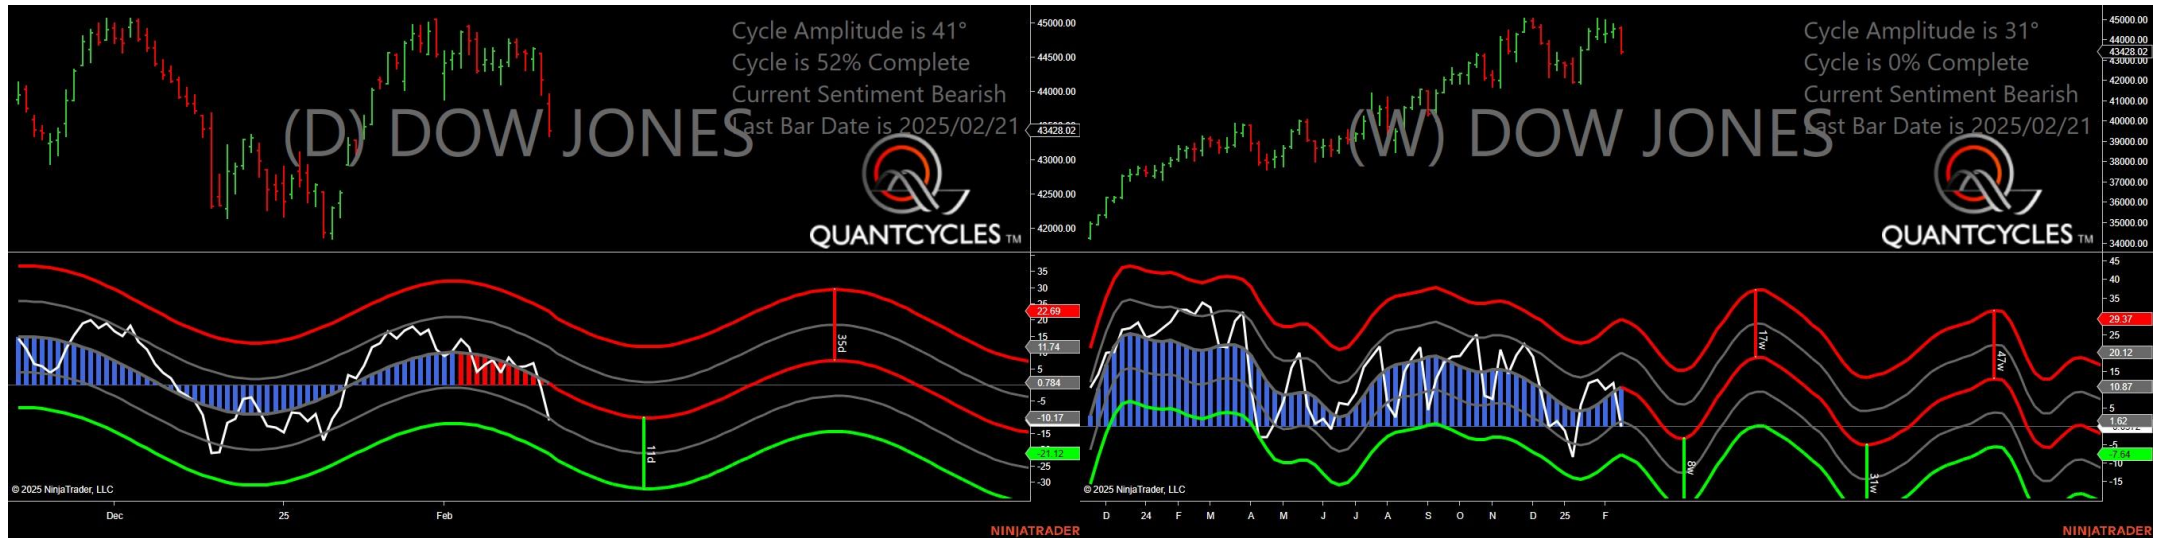 Cycle Amplitude is 41°
Cycle is 52% Complete
Current Sentiment Bearish
Last Bar Date is 2025/02/21
(D) DOW JONES
QUANTCYCLES TM
45000.00
44500.00
44000.00
43428.02
43000.00
42500.00
42000.00
35
30
22.69
20
15
11.74
5
0.784
-5
-10.17
-15
-21.12
-25
-30
35d
11d
© 2025 NinjaTrader, LLC
Dec
25
Feb
NINJATRADER
Cycle Amplitude is 31°
Cycle is 0% Complete
Current Sentiment Bearish
Last Bar Date is 2025/02/21
(W) DOW JONES
QUANTCYCLES TM
45000.00
44000.00
43428.02
43000.00
42000.00
41000.00
40000.00
39000.00
38000.00
37000.00
36000.00
35000.00
34000.00
45
40
35
29.37
25
20.12
15
10.87
5
1.62
-5
-7.64
-10
-15
17w
47w
8w
31w
© 2025 NinjaTrader, LLC
D 24 F M A M J J A S O N D 25 F
NINJATRADER